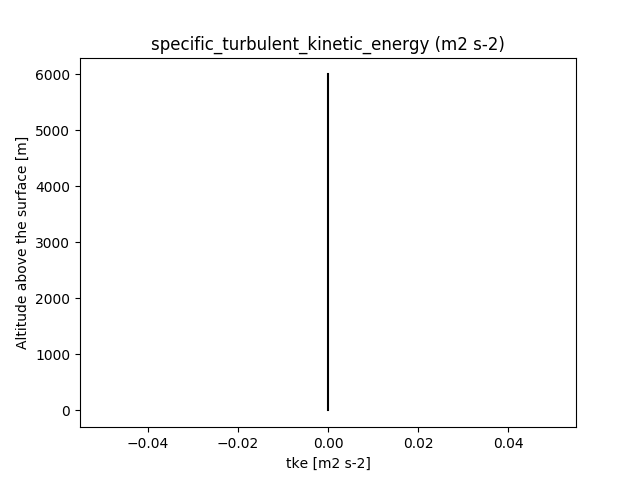 specific_turbulent_kinetic_energy (m2 s-2)
Altitude above the surface [m]
6000
5000
4000
3000
2000
1000
0
−0.04 −0.02 0.00 0.02 0.04
tke [m2 s-2]